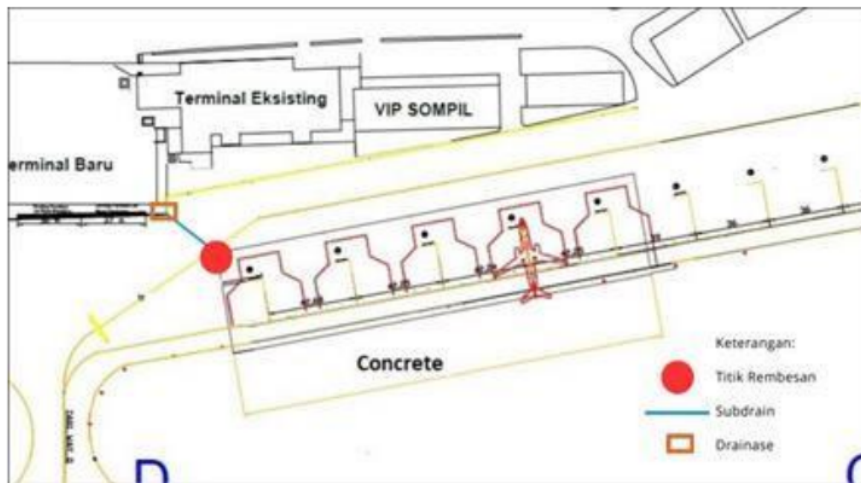 Terminal Eksisting
VIP SOMPIL
erminal Baru
Concrete
Keterangan:
Titik Rembesan
Subdrain
Drainase
D